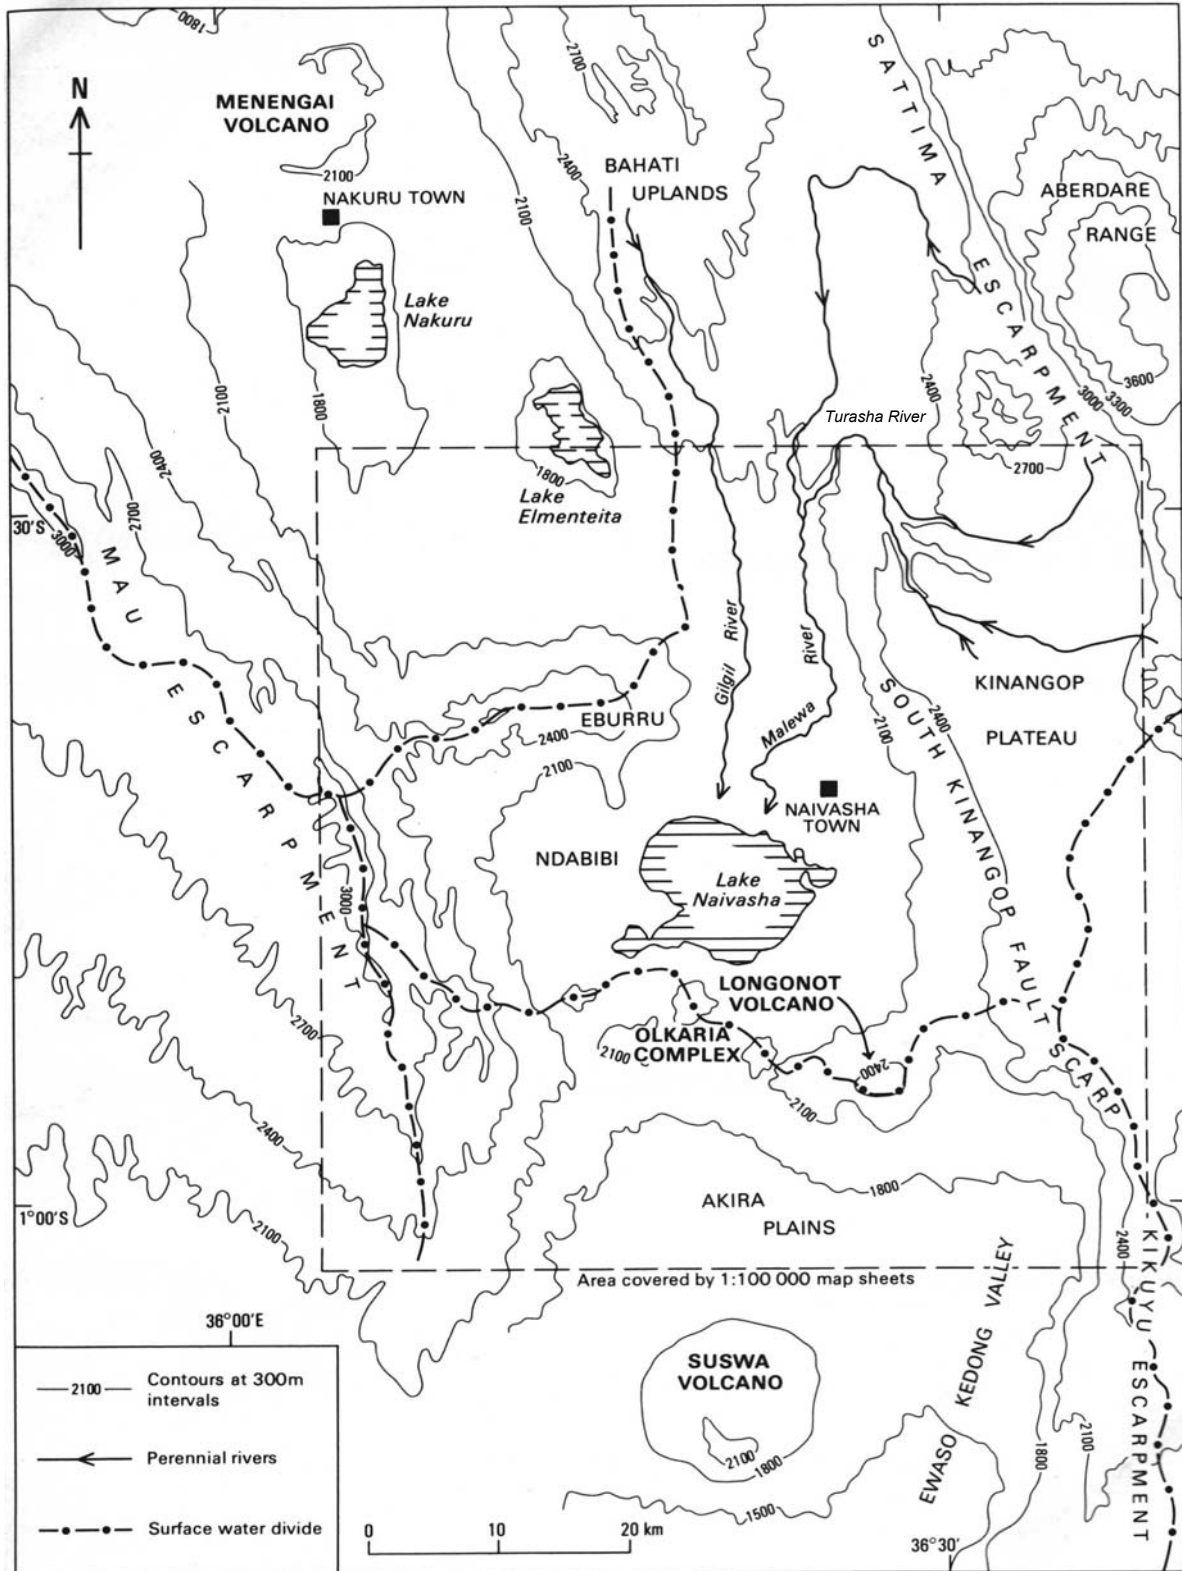 1800
N
MENENGAI
VOLCANO
2100
NAKURU TOWN
Lake
Nakuru
2700
2400
BAHATI
UPLANDS
2100
SATTIMA ESCARPMENT
ABERDARE
RANGE
3600
3300
3000
2400
2700
Turasha River
2100
1800
1800
Lake
Elmenteita
2400
2700
30'S
3000
MAU ESCARPMENT
Gilgil River
Malewa River
KINANGOP
PLATEAU
2400
2100
SOUTH KINANGOP FAULT SCARP
EBURRU
2400
2100
NAIVASHA
TOWN
NDABIBI
Lake
Naivasha
3000
2700
LONGONOT
VOLCANO
OLKARIA
COMPLEX
2100
2400
2100
2400
2100
1°00'S
AKIRA
PLAINS
1800
2400
Area covered by 1:100 000 map sheets
KIKUYU ESCARPMENT
EWASO KEDONG VALLEY
36°00'E
SUSWA
VOLCANO
2100
1800
1500
1800
2100
36°30'
2100 Contours at 300m
intervals
Perennial rivers
Surface water divide
0 10 20 km